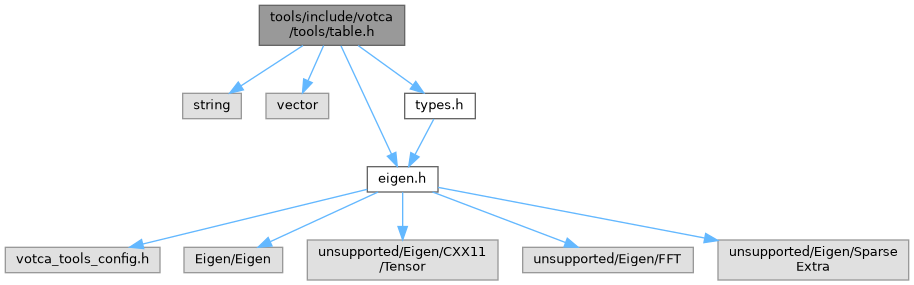 tools/include/votca
/tools/table.h
string
vector
types.h
eigen.h
votca_tools_config.h
Eigen/Eigen
unsupported/Eigen/CXX11
/Tensor
unsupported/Eigen/FFT
unsupported/Eigen/Sparse
Extra